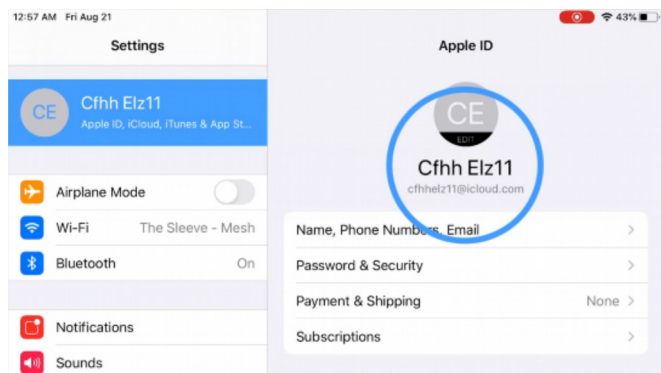 12:57 AM Fri Aug 21
43%
Settings
CE
Cfhh Elz11
Apple ID, iCloud, iTunes & App St...
Airplane Mode
Wi-Fi The Sleeve - Mesh
Bluetooth On
Notifications
Sounds
Apple ID
CE
EDIT
Cfhh Elz11
cfhhelz11@icloud.com
Name, Phone Numbers, Email
Password & Security
Payment & Shipping None
Subscriptions